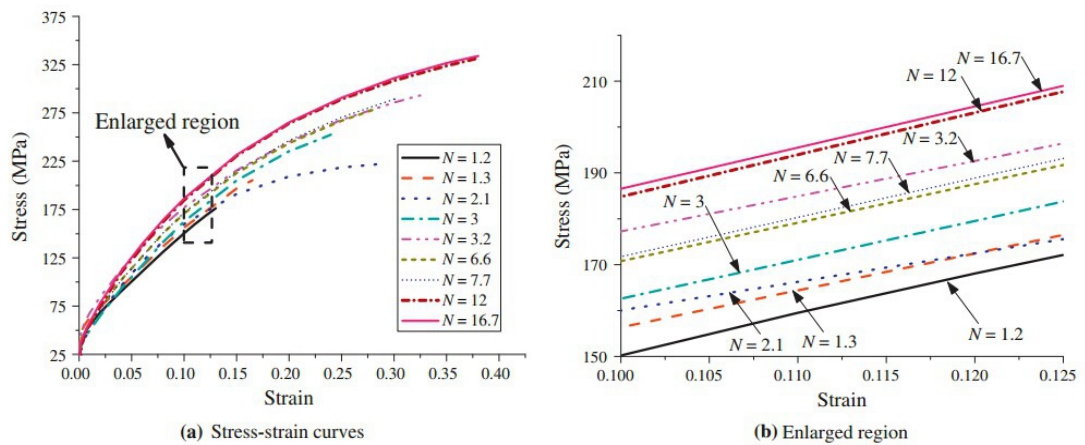 375
325
275
225
175
125
75
25
Stress (MPa)
0.00 0.05 0.10 0.15 0.20 0.25 0.30 0.35 0.40
Strain
Enlarged region
N = 1.2
N = 1.3
N = 2.1
N = 3
N = 3.2
N = 6.6
N = 7.7
N = 12
N = 16.7
(a) Stress-strain curves
210
190
170
150
Stress (MPa)
0.100 0.105 0.110 0.115 0.120 0.125
Strain
N = 16.7
N = 12
N = 3.2
N = 7.7
N = 6.6
N = 3
N = 2.1
N = 1.3
N = 1.2
(b) Enlarged region